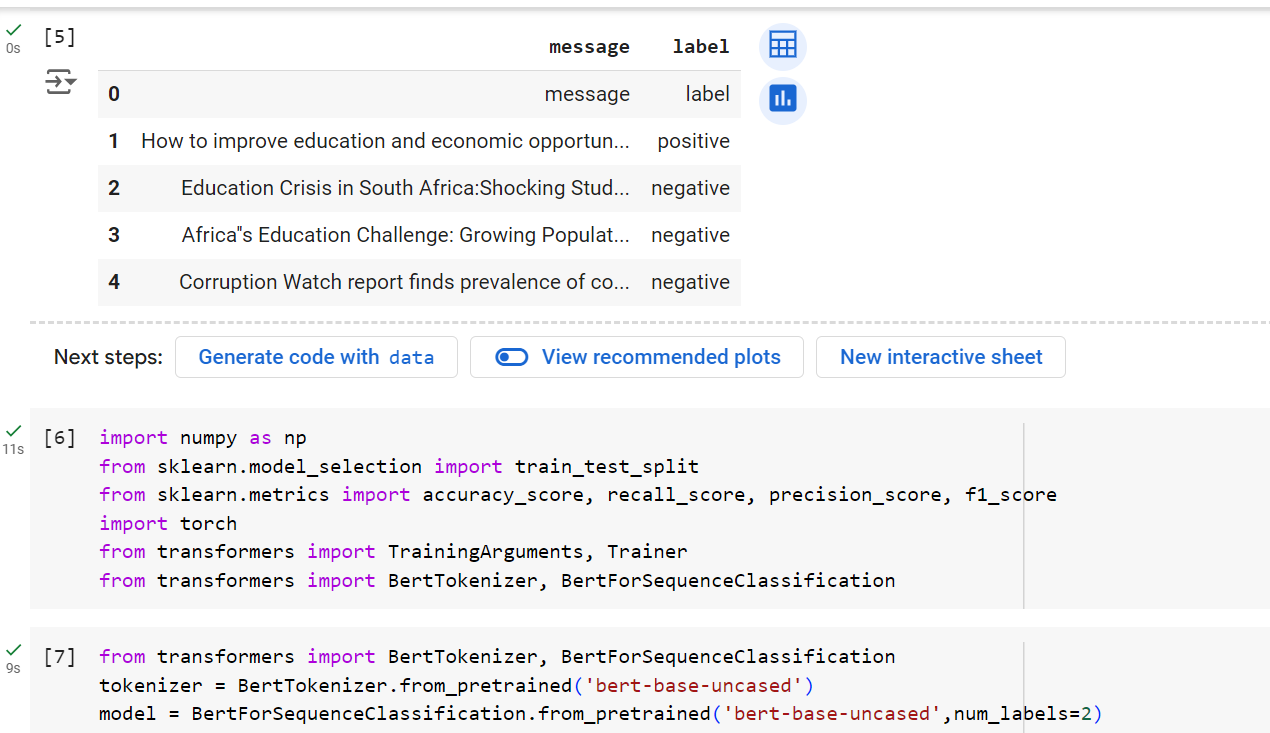 [5]
0s
message label
0 message label
1 How to improve education and economic opportun... positive
2 Education Crisis in South Africa:Shocking Stud... negative
3 Africa"s Education Challenge: Growing Populat... negative
4 Corruption Watch report finds prevalence of co... negative
Next steps: Generate code with data View recommended plots New interactive sheet
[6] import numpy as np
11s
from sklearn.model_selection import train_test_split
from sklearn.metrics import accuracy_score, recall_score, precision_score, f1_score
import torch
from transformers import TrainingArguments, Trainer
from transformers import BertTokenizer, BertForSequenceClassification
[7] from transformers import BertTokenizer, BertForSequenceClassification
9s
tokenizer = BertTokenizer.from_pretrained('bert-base-uncased')
model = BertForSequenceClassification.from_pretrained('bert-base-uncased',num_labels=2)